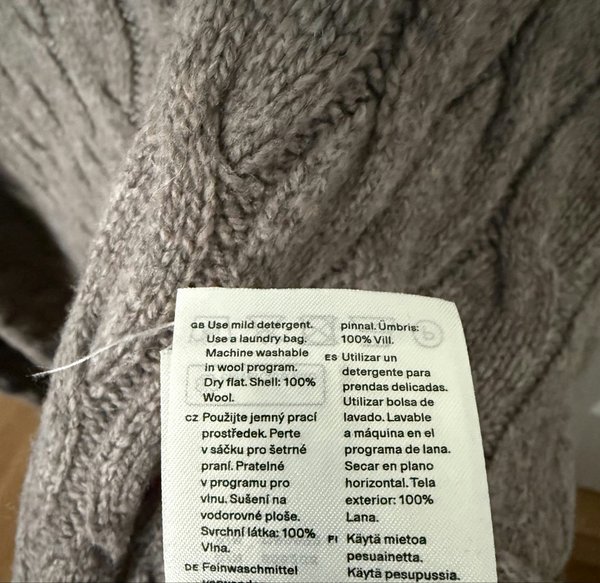 GB Use mild detergent.
Use a laundry bag.
Machine washable
in wool program.
Dry flat. Shell: 100%
Wool.
CZ Použijte jemný prací
prostředek. Perte
v sáčku pro šetrné
praní. Pratelné
v programu pro
vlnu. Sušení na
vodorovné ploše.
Svrchní látka: 100%
Vlna.
DE Feinwaschmittel
pinnal. Ümbris:
100% Vill.
ES Utilizar un
detergente para
prendas delicadas.
Utilizar bolsa de
lavado. Lavable
a máquina en el
programa de lana.
Secar en plano
horizontal. Tela
exterior: 100%
Lana.
FI Käytä mietoa
pesuainetta.
Käytä pesupussia.